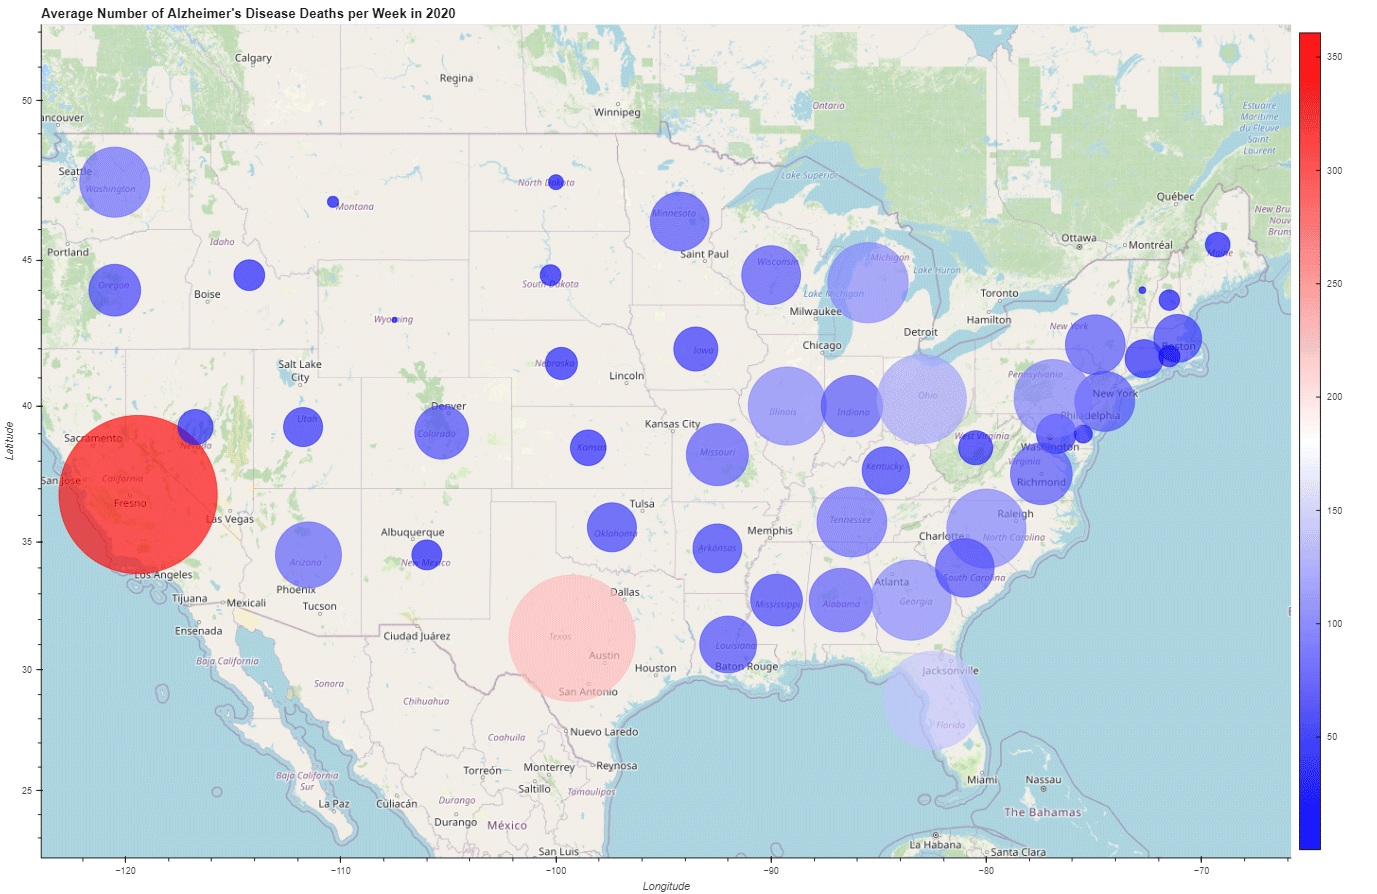 Average Number of Alzheimer's Disease Deaths per Week in 2020
Calgary
Regina
Winnipeg
Ontario
Estuaire
Maritime
du Fleuve
Saint
Laurent
50
ancouver
Seattle
Washington
Montana
North Dakota
Minnesota
Lake Superior
Québec
New Bru
Nouv
Bruns
Idaho
Portland
Ottawa
Montréal
Maine
45
Oregon
Boise
South Dakota
Saint Paul
Wisconsin
Michigan
Lake Huron
Lake Michigan
Toronto
Wyoming
Milwaukee
Hamilton
New York
Detroit
Boston
Chicago
Salt Lake
City
Nebraska
Lincoln
Iowa
Pennsylvania
New York
Ohio
40
Denver
Illinois
Indiana
Philadelphia
Utah
Colorado
Kansas City
Sacramento
Nevada
Kansas
Missouri
West Virginia
Washington
Kentucky
Virginia
San Jose
California
Fresno
Richmond
Las Vegas
Tulsa
Tennessee
Raleigh
35
Albuquerque
Oklahoma
Memphis
Charlotte
North Carolina
Arizona
New Mexico
Arkansas
Los Angeles
South Carolina
Phoenix
Dallas
Atlanta
Tijuana
Mexicali
Tucson
Mississippi
Alabama
Georgia
Ensenada
Ciudad Juárez
Texas
Louisiana
Baja California
Austin
Houston
Baton Rouge
Jacksonville
30
Sonora
San Antonio
Chihuahua
Florida
Coahuila
Nuevo Laredo
Torreón
Monterrey
Reynosa
Baja California
Sur
Saltillo
Tamaulipas
Miami
Nassau
25
La Paz
Culiacán
Durango
Durango
México
The Bahamas
La Habana
San Luis
Santa Clara
−120
−110
−100
−90
−80
−70
Longitude
Latitude
350
300
250
200
150
100
50